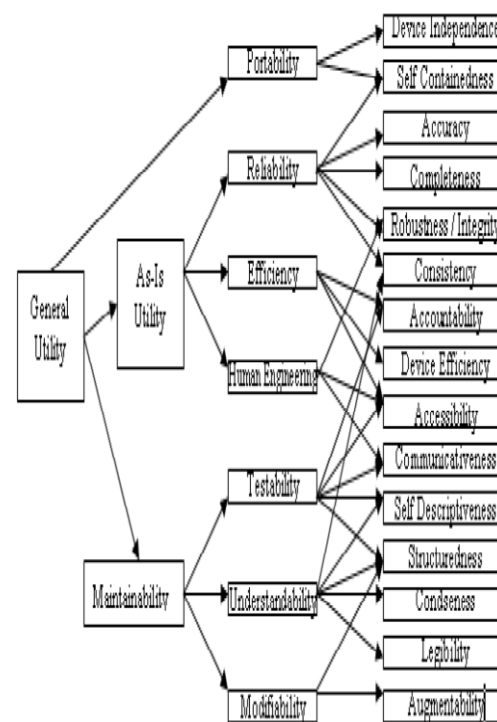 General
Utility
As-Is
Utility
Maintainability
Portability
Reliability
Efficiency
Human Engineering
Testability
Understandability
Modifiability
Device Independence
Self Containedness
Accuracy
Completeness
Robustness / Integrity
Consistency
Accountability
Device Efficiency
Accessibility
Communicativeness
Self Descriptiveness
Structuredness
Condseness
Legibility
Augmentability